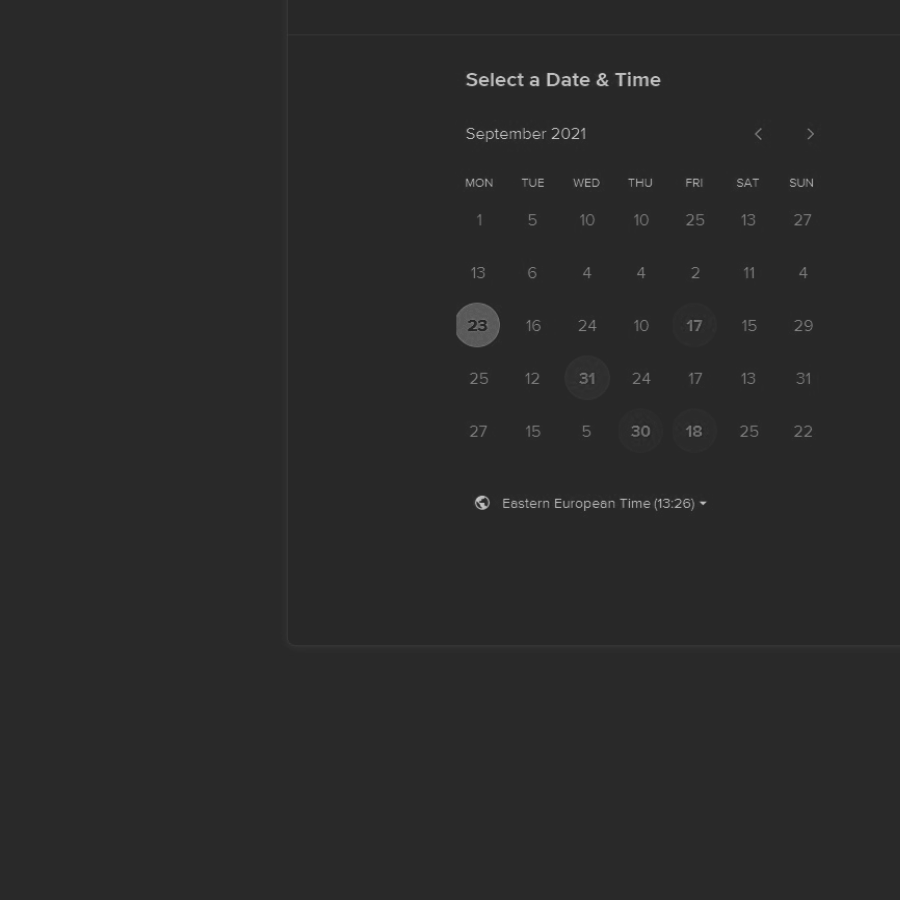 Select a Date & Time
September 2021
MON TUE WED THU FRI SAT SUN
1 5 10 10 25 13 27
13 6 4 4 2 11 4
23 16 24 10 17 15 29
25 12 31 24 17 13 31
27 15 5 30 18 25 22
Eastern European Time (13:26)